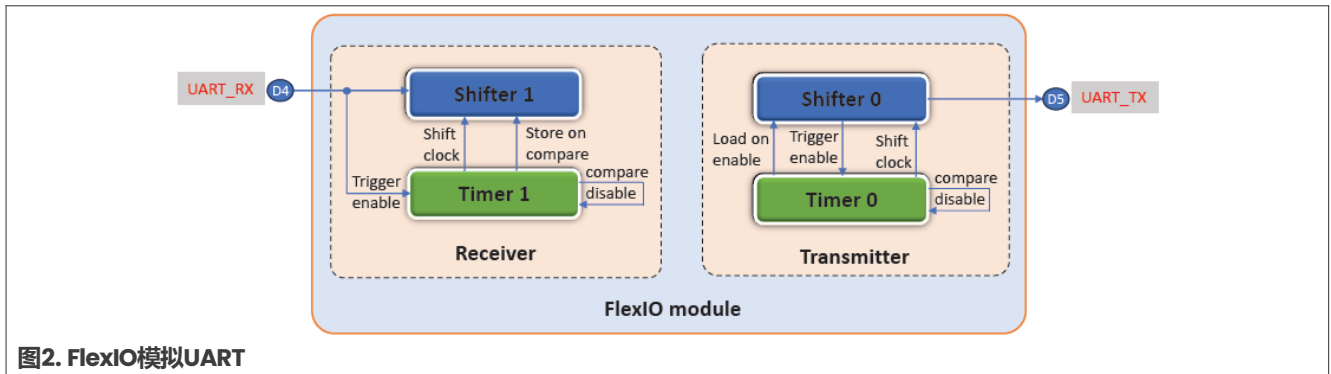 UART_RX
D4
Shifter 1
Shift
clock
Store on
compare
Trigger
enable
Timer 1
compare
disable
Receiver
Shifter 0
D5
UART_TX
Load on
enable
Trigger
enable
Shift
clock
Timer 0
compare
disable
Transmitter
FlexIO module
图2. FlexIO模拟UART